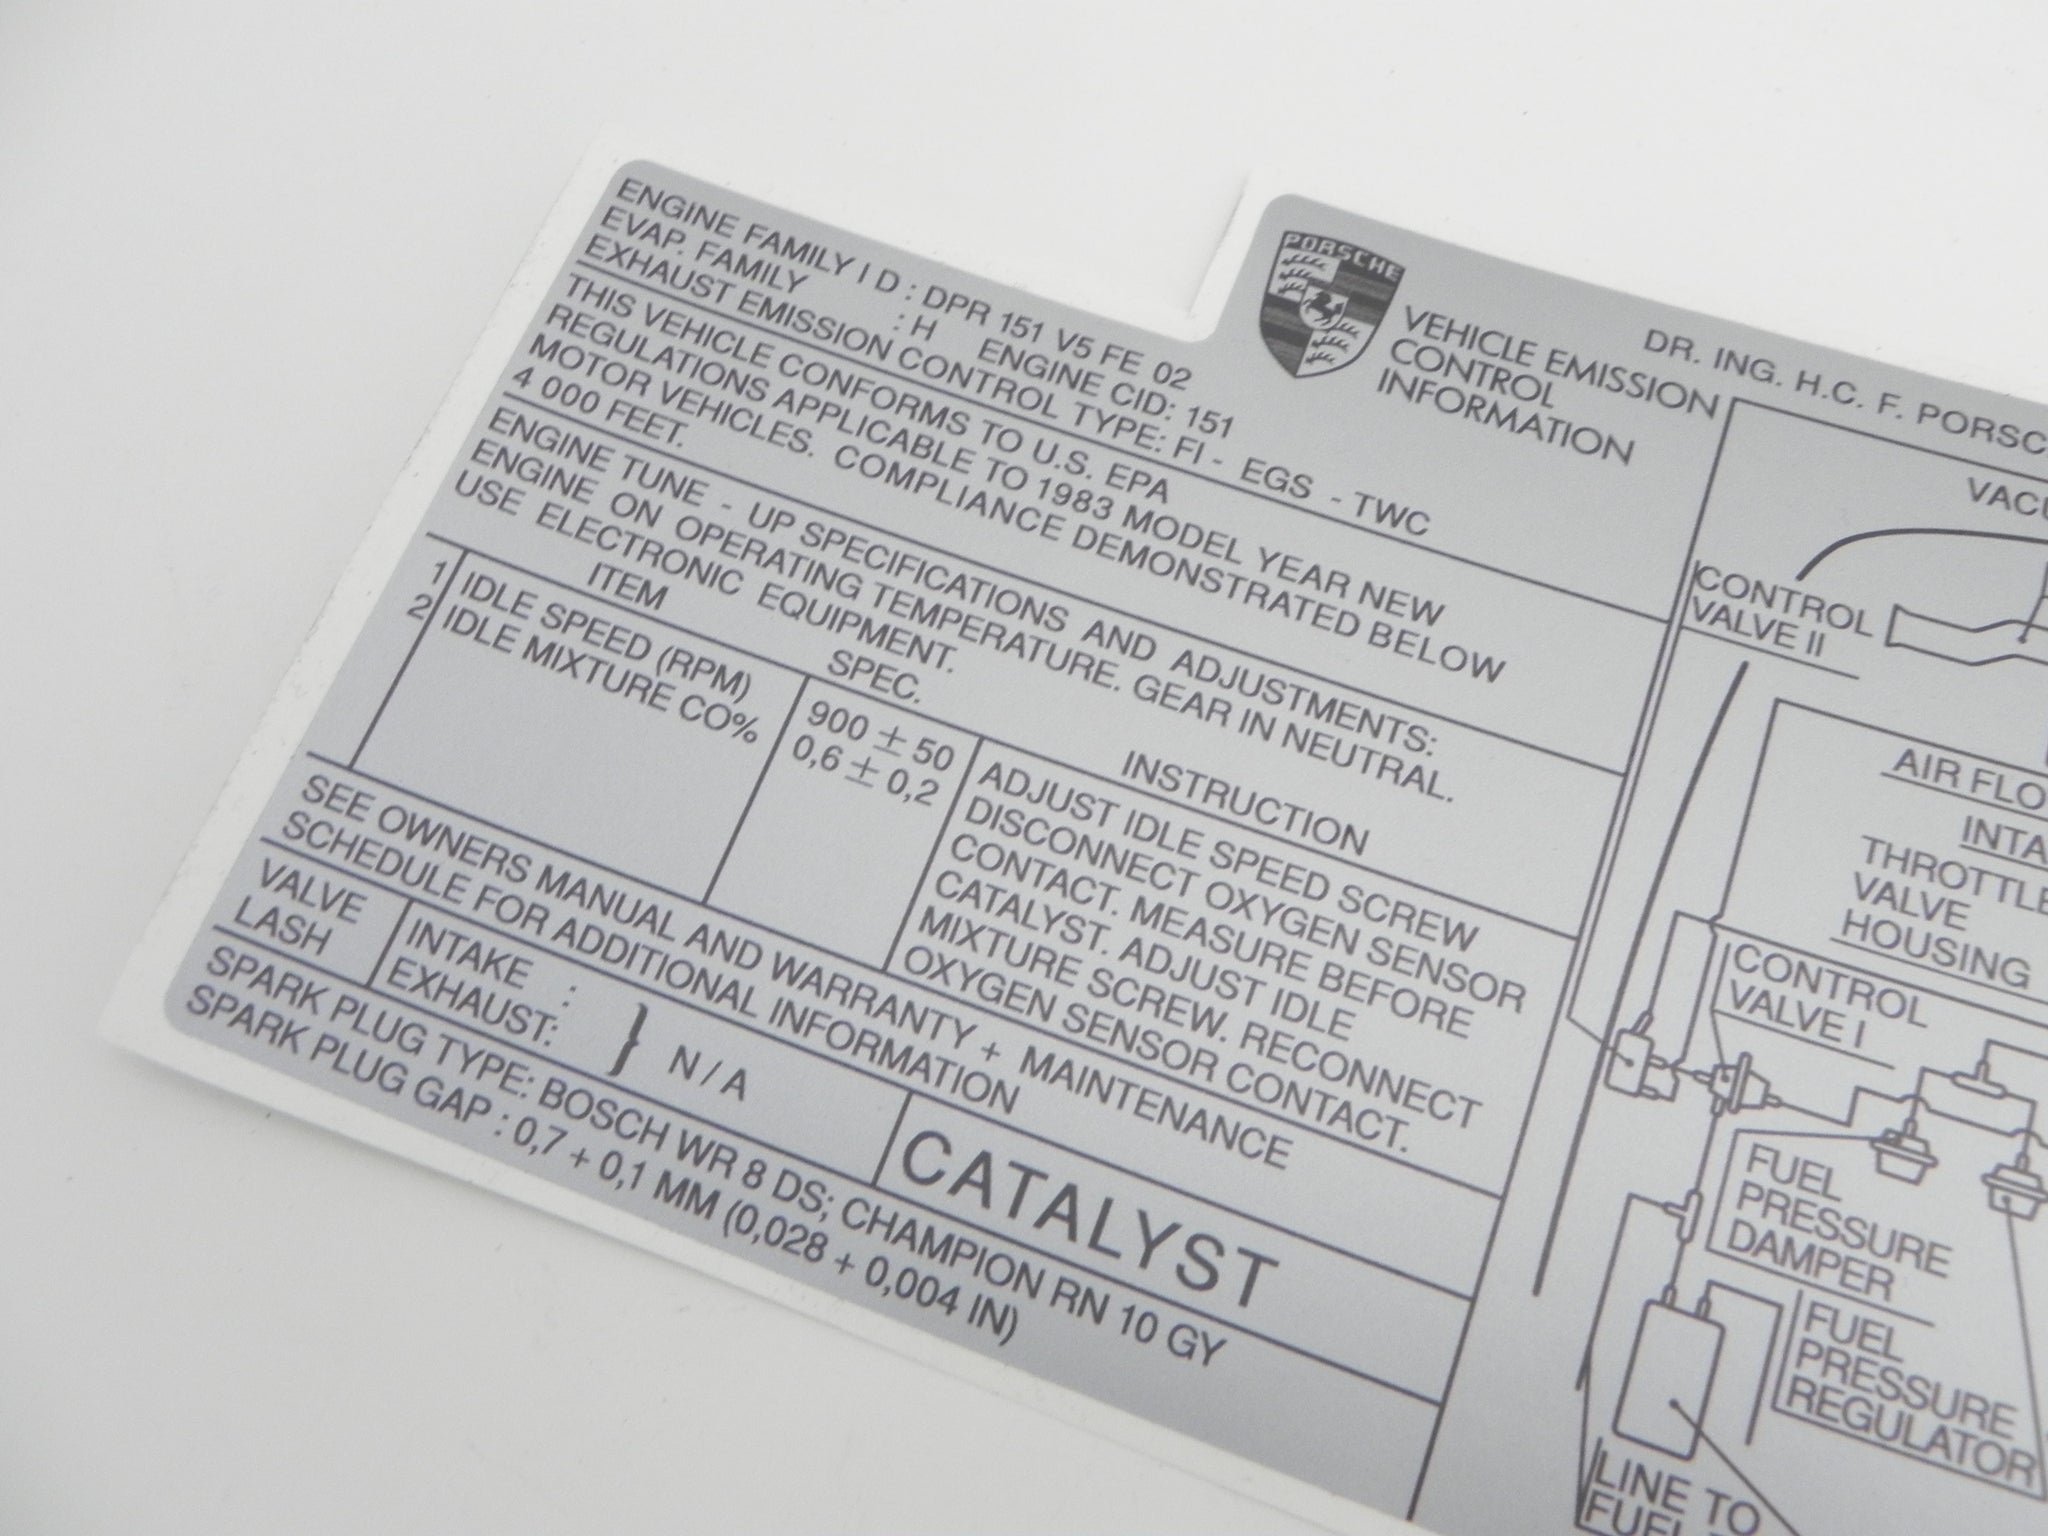 ENGINE FAMILY I D : DPR 151 V5 FE 02
EVAP. FAMILY : H ENGINE CID: 151
EXHAUST EMISSION CONTROL TYPE: FI - EGS - TWC
THIS VEHICLE CONFORMS TO U.S. EPA
REGULATIONS APPLICABLE TO 1983 MODEL YEAR NEW
MOTOR VEHICLES. COMPLIANCE DEMONSTRATED BELOW
4 000 FEET.
ENGINE TUNE - UP SPECIFICATIONS AND ADJUSTMENTS:
ENGINE ON OPERATING TEMPERATURE. GEAR IN NEUTRAL.
USE ELECTRONIC EQUIPMENT.
ITEM SPEC. INSTRUCTION
1 IDLE SPEED (RPM) 900 ± 50 ADJUST IDLE SPEED SCREW
2 IDLE MIXTURE CO% 0,6 ± 0,2 DISCONNECT OXYGEN SENSOR
CONTACT. MEASURE BEFORE
CATALYST. ADJUST IDLE
MIXTURE SCREW. RECONNECT
OXYGEN SENSOR CONTACT.
SEE OWNERS MANUAL AND WARRANTY + MAINTENANCE
SCHEDULE FOR ADDITIONAL INFORMATION
VALVE LASH
INTAKE :
EXHAUST:
} N / A
CATALYST
SPARK PLUG TYPE: BOSCH WR 8 DS; CHAMPION RN 10 GY
SPARK PLUG GAP : 0,7 + 0,1 MM (0,028 + 0,004 IN)
PORSCHE
VEHICLE EMISSION
CONTROL
INFORMATION
DR. ING. H.C. F.
CONTROL
VALVE II
THROTTLE
VALVE
HOUSING
CONTROL
VALVE I
FUEL
PRESSURE
DAMPER
FUEL
PRESSURE
REGULATOR
LINE TO
FUEL